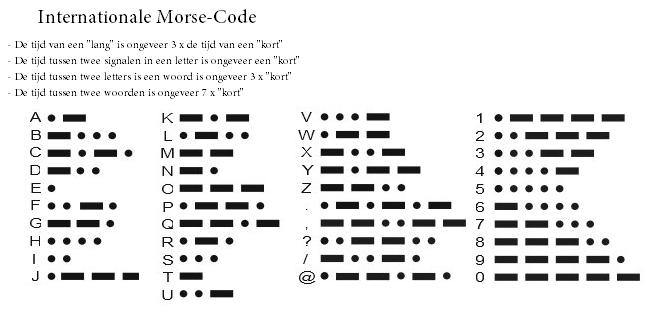 Internationale Morse-Code
- De tijd van een "lang" is ongeveer 3 x de tijd van een "kort"
- De tijd tussen twee signalen in een letter is ongeveer een "kort"
- De tijd tussen twee letters is een woord is ongeveer 3 x "kort"
- De tijd tussen twee woorden is ongeveer 7 x "kort"
A
B
C
D
E
F
G
H
I
J
K
L
M
N
O
P
Q
R
S
T
U
V
W
X
Y
Z
.
,
?
/
@
1
2
3
4
5
6
7
8
9
0